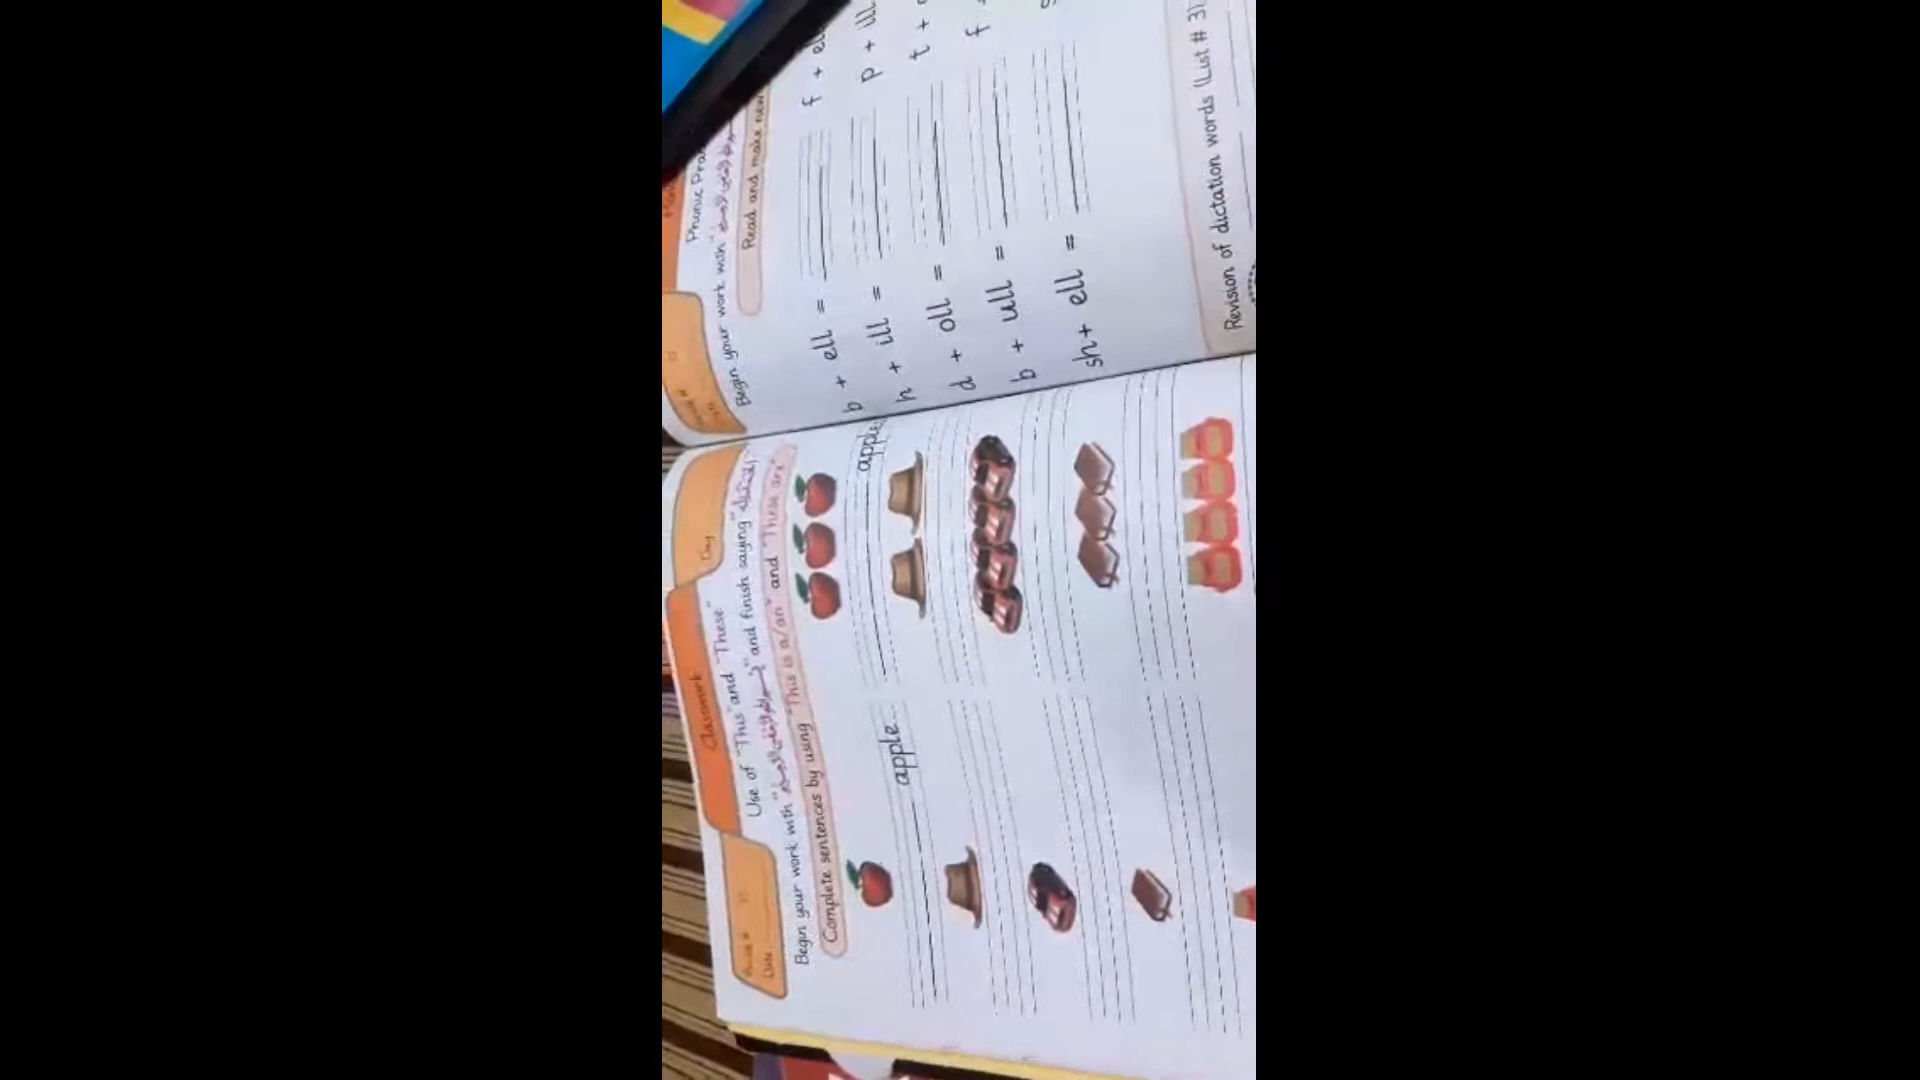 Classwork
Day
Date
Use of "This" and "These"
Begin your work with " " and finish saying "
Complete sentences by using "This is a/an" and "These are"
apple.
apple
Phonic
Begin your work with "
Read and make new
b + ell =
f +
h + ill =
p + ill
d + oll =
t +
b + ull =
f
sh + ell =
Revision of dictation words (List # 3)